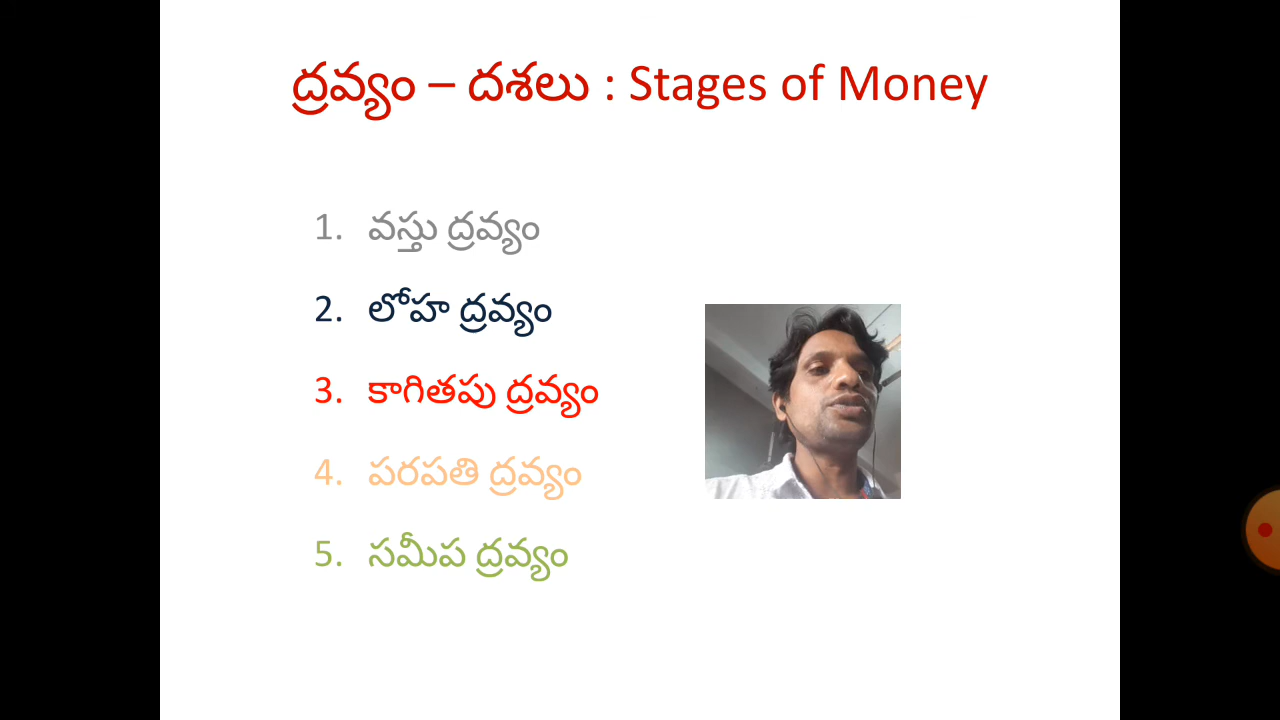 ద్రవ్యం – దశలు : Stages of Money
1. వస్తు ద్రవ్యం
2. లోహ ద్రవ్యం
3. కాగితపు ద్రవ్యం
4. పరపతి ద్రవ్యం
5. సమీప ద్రవ్యం